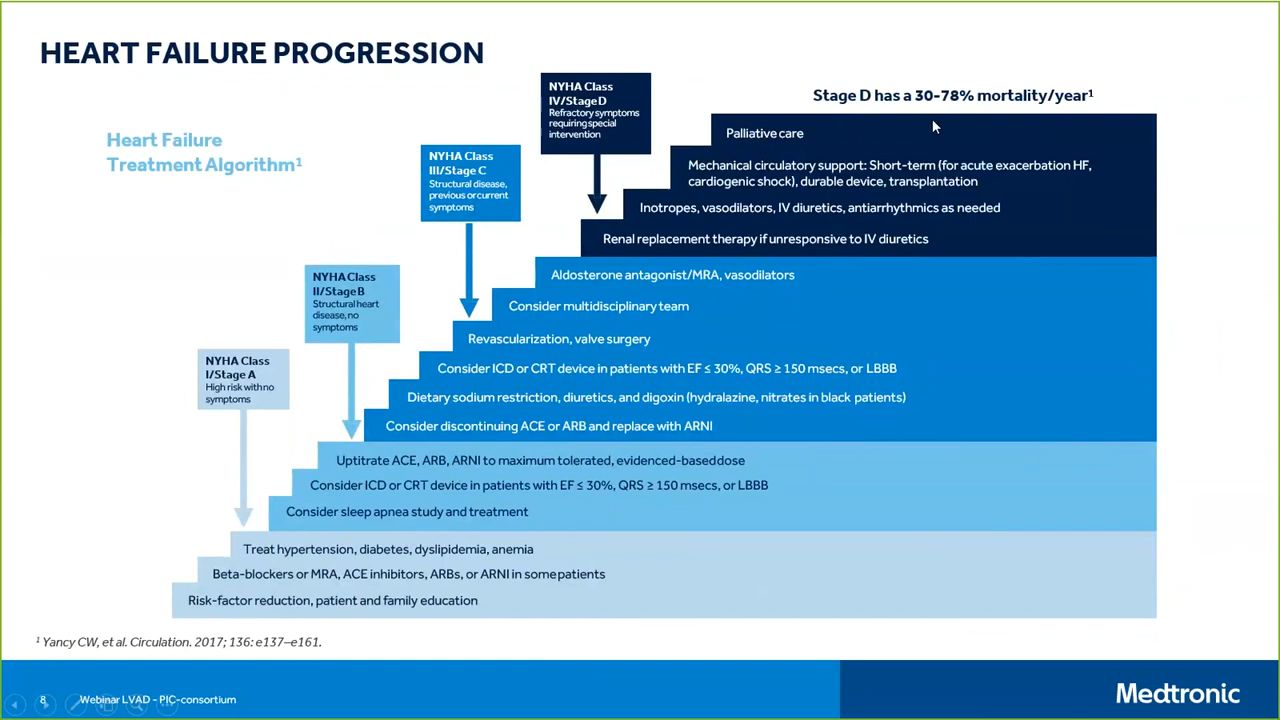 HEART FAILURE PROGRESSION
Heart Failure
Treatment Algorithm¹
Stage D has a 30-78% mortality/year¹
NYHA Class
IV/Stage D
Refractory symptoms
requiring special
intervention
Palliative care
Mechanical circulatory support: Short-term (for acute exacerbation HF,
cardiogenic shock), durable device, transplantation
Inotropes, vasodilators, IV diuretics, antiarrhythmics as needed
Renal replacement therapy if unresponsive to IV diuretics
NYHA Class
III/Stage C
Structural disease,
previous or current
symptoms
Aldosterone antagonist/MRA, vasodilators
Consider multidisciplinary team
Revascularization, valve surgery
Consider ICD or CRT device in patients with EF ≤ 30%, QRS ≥ 150 msecs, or LBBB
Dietary sodium restriction, diuretics, and digoxin (hydralazine, nitrates in black patients)
Consider discontinuing ACE or ARB and replace with ARNI
NYHA Class
II/Stage B
Structural heart
disease, no
symptoms
Uptitrate ACE, ARB, ARNI to maximum tolerated, evidenced-based dose
Consider ICD or CRT device in patients with EF ≤ 30%, QRS ≥ 150 msecs, or LBBB
Consider sleep apnea study and treatment
NYHA Class
I/Stage A
High risk with no
symptoms
Treat hypertension, diabetes, dyslipidemia, anemia
Beta-blockers or MRA, ACE inhibitors, ARBs, or ARNI in some patients
Risk-factor reduction, patient and family education
¹ Yancy CW, et al. Circulation. 2017; 136: e137–e161.
8 Webinar LVAD - PIC-consortium
Medtronic